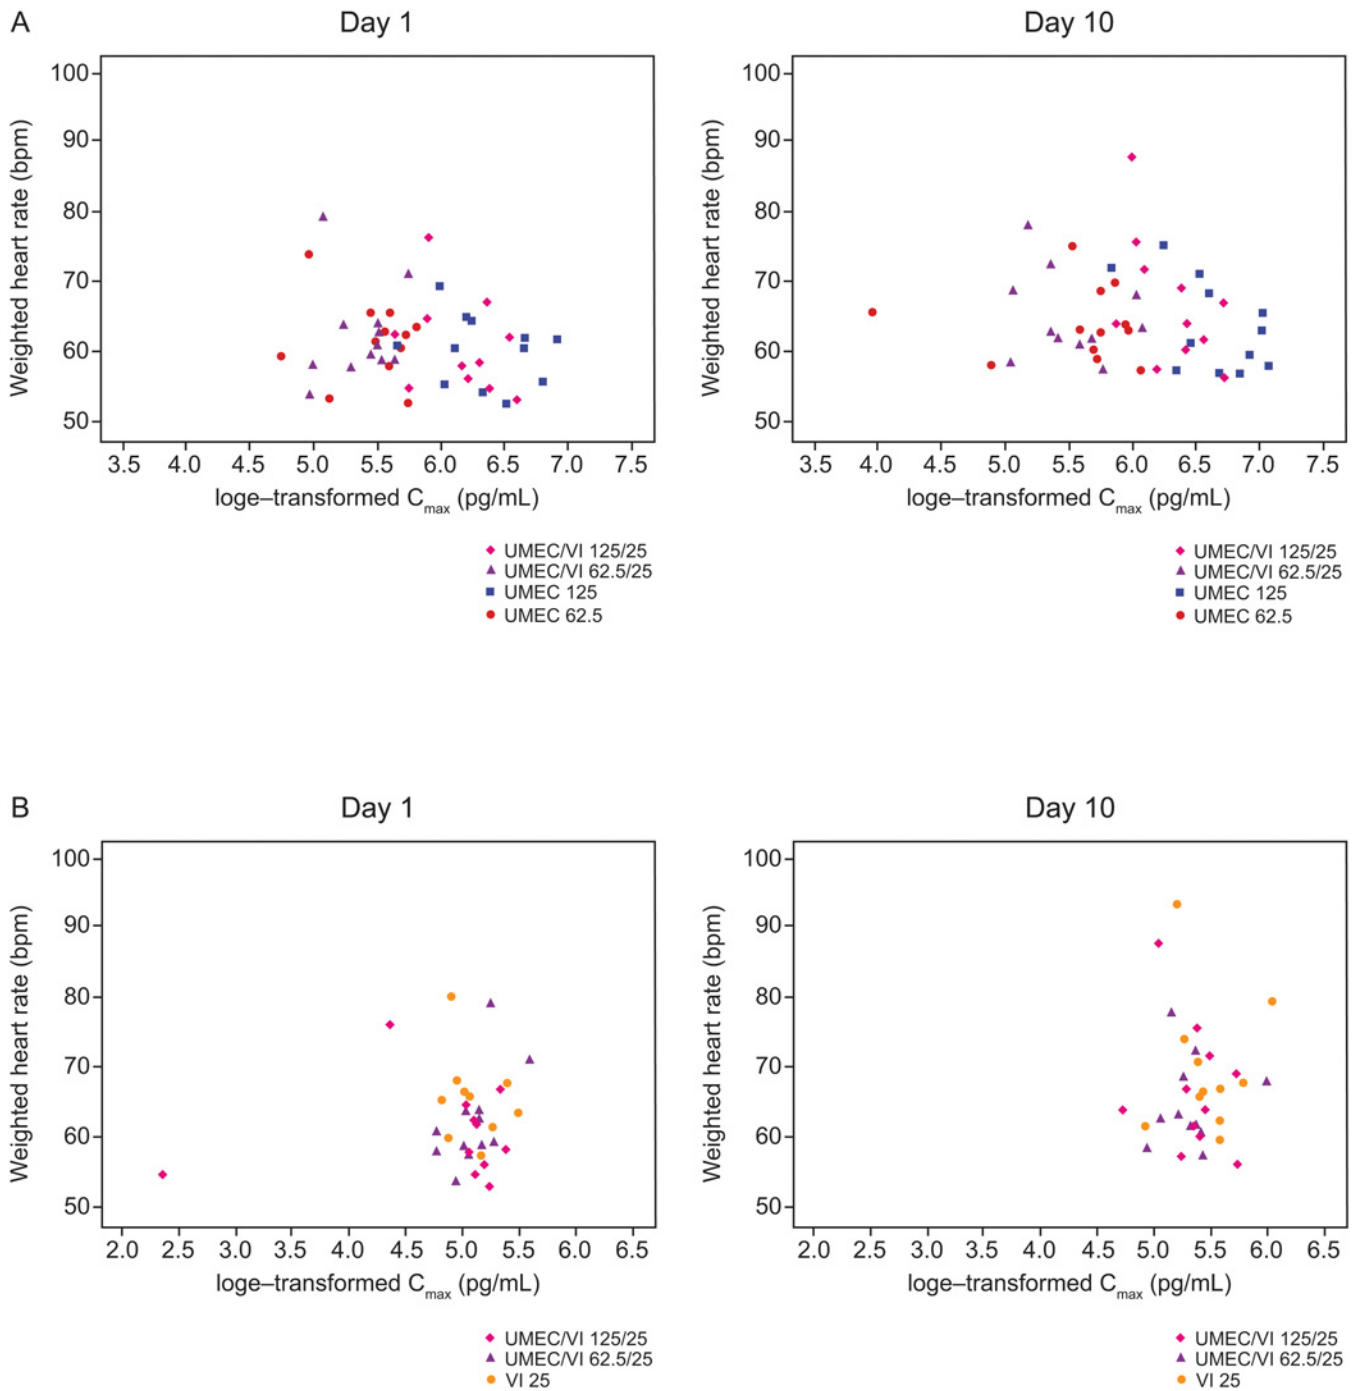 A
Day 1
Day 10
Weighted heart rate (bpm)
100
90
80
70
60
50
3.5 4.0 4.5 5.0 5.5 6.0 6.5 7.0 7.5
loge–transformed Cmax (pg/mL)
UMEC/VI 125/25
UMEC/VI 62.5/25
UMEC 125
UMEC 62.5
Weighted heart rate (bpm)
100
90
80
70
60
50
3.5 4.0 4.5 5.0 5.5 6.0 6.5 7.0 7.5
loge–transformed Cmax (pg/mL)
UMEC/VI 125/25
UMEC/VI 62.5/25
UMEC 125
UMEC 62.5
B
Day 1
Day 10
Weighted heart rate (bpm)
100
90
80
70
60
50
2.0 2.5 3.0 3.5 4.0 4.5 5.0 5.5 6.0 6.5
loge–transformed Cmax (pg/mL)
UMEC/VI 125/25
UMEC/VI 62.5/25
VI 25
Weighted heart rate (bpm)
100
90
80
70
60
50
2.0 2.5 3.0 3.5 4.0 4.5 5.0 5.5 6.0 6.5
loge–transformed Cmax (pg/mL)
UMEC/VI 125/25
UMEC/VI 62.5/25
VI 25